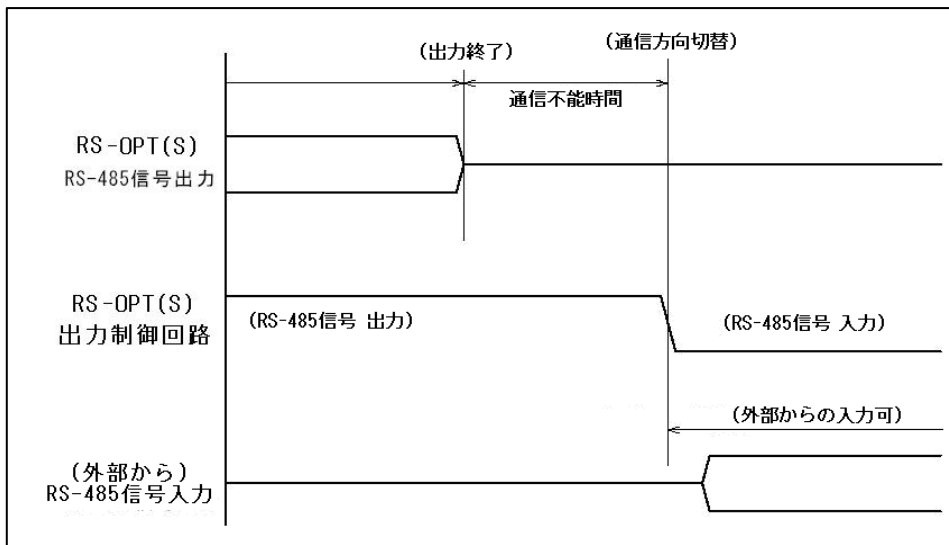 (出力終了)
(通信方向切替)
通信不能時間
RS-OPT(S)
RS-485信号出力
RS-OPT(S)
出力制御回路
(RS-485信号 出力)
(RS-485信号 入力)
(外部からの入力可)
(外部から)
RS-485信号入力